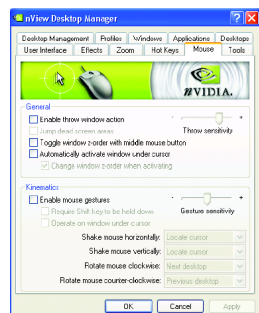 nView Desktop Manager
Desktop Management Profiles Windows Applications Desktops
User Interface Effects Zoom Hot Keys Mouse Tools
NVIDIA.
General
Enable throw window action
- +
Jump dead screen areas
Throw sensitivity
Toggle window z-order with middle mouse button
Automatically activate window under cursor
Change window z-order when activating
Kinematics
Enable mouse gestures
- +
Require Shift key to be held down
Gesture sensitivity
Operate on window under cursor
Shake mouse horizontally: Locate cursor
Shake mouse vertically: Locate cursor
Rotate mouse clockwise: Next desktop
Rotate mouse counter-clockwise: Previous desktop
OK Cancel Apply